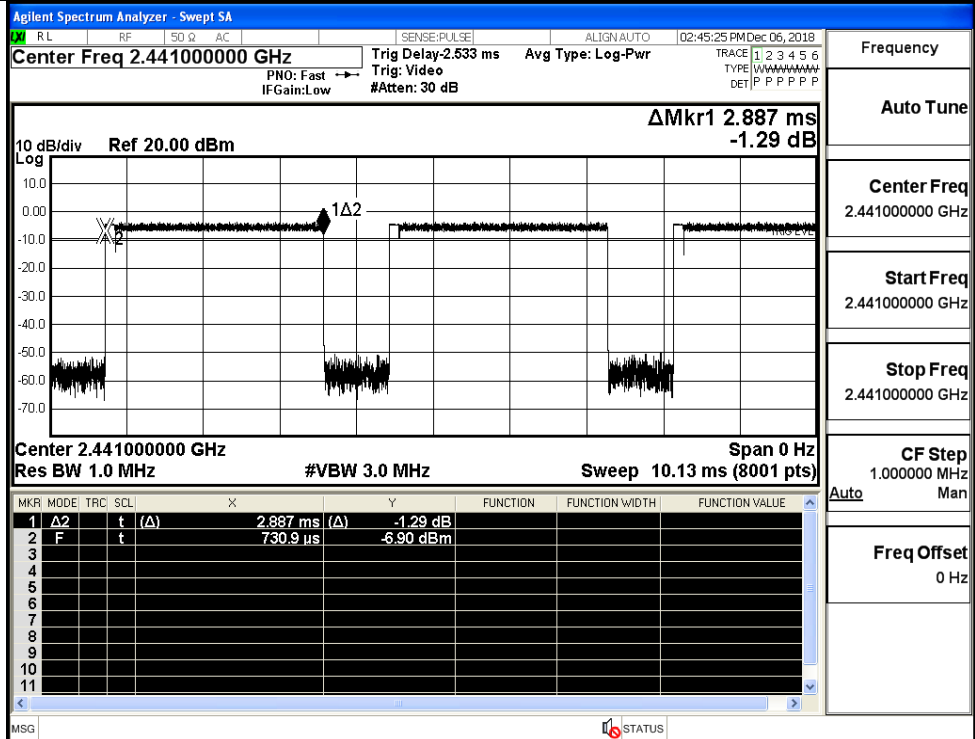 Agilent Spectrum Analyzer - Swept SA
LXI RL RF 50 Ω AC SENSE:PULSE ALIGN AUTO 02:45:25 PM Dec 06, 2018
Center Freq 2.441000000 GHz
PNO: Fast
IFGain:Low
Trig Delay-2.533 ms
Trig: Video
#Atten: 30 dB
Avg Type: Log-Pwr
TRACE 1 2 3 4 5 6
TYPE WWWWWW
DET P P P P P P
ΔMkr1 2.887 ms
-1.29 dB
10 dB/div Ref 20.00 dBm
Log
10.0
0.00
-10.0
-20.0
-30.0
-40.0
-50.0
-60.0
-70.0
1Δ2
2
TRIG LVL
Center 2.441000000 GHz Span 0 Hz
Res BW 1.0 MHz #VBW 3.0 MHz Sweep 10.13 ms (8001 pts)
MKR MODE TRC SCL X Y FUNCTION FUNCTION WIDTH FUNCTION VALUE
1 Δ2 t (Δ) 2.887 ms (Δ) -1.29 dB
2 F t 730.9 µs -6.90 dBm
3
4
5
6
7
8
9
10
11
MSG STATUS
Frequency
Auto Tune
Center Freq
2.441000000 GHz
Start Freq
2.441000000 GHz
Stop Freq
2.441000000 GHz
CF Step
1.000000 MHz
Auto Man
Freq Offset
0 Hz